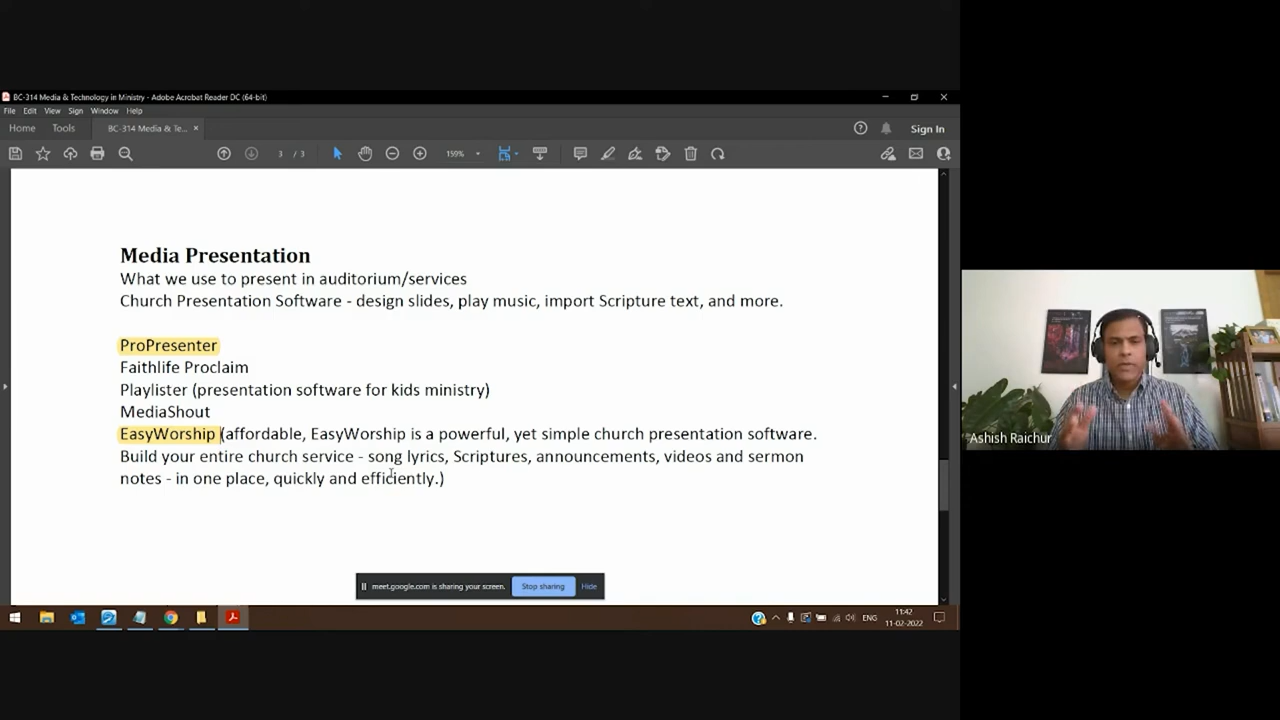 BC-314 Media & Technology in Ministry - Adobe Acrobat Reader DC (64-bit)
File Edit View Sign Window Help
Home Tools BC-314 Media & Te... × Sign In
3 / 3 159%
Media Presentation
What we use to present in auditorium/services
Church Presentation Software - design slides, play music, import Scripture text, and more.
ProPresenter
Faithlife Proclaim
Playlister (presentation software for kids ministry)
MediaShout
EasyWorship (affordable, EasyWorship is a powerful, yet simple church presentation software.
Build your entire church service - song lyrics, Scriptures, announcements, videos and sermon
notes - in one place, quickly and efficiently.)
Ashish Raichur
meet.google.com is sharing your screen. Stop sharing Hide
ENG
11:42
11-02-2022